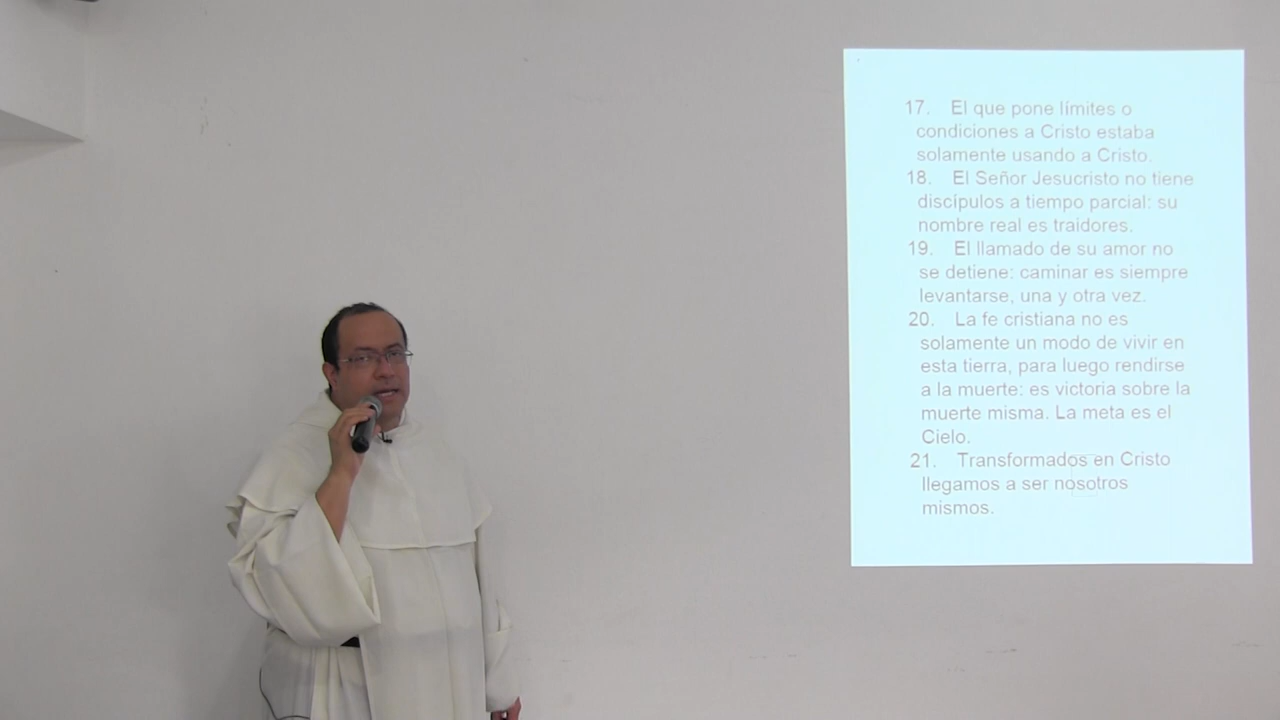 17. El que pone límites o
condiciones a Cristo estaba
solamente usando a Cristo.
18. El Señor Jesucristo no tiene
discípulos a tiempo parcial: su
nombre real es traidores.
19. El llamado de su amor no
se detiene: caminar es siempre
levantarse, una y otra vez.
20. La fe cristiana no es
solamente un modo de vivir en
esta tierra, para luego rendirse
a la muerte: es victoria sobre la
muerte misma. La meta es el
Cielo.
21. Transformados en Cristo
llegamos a ser nosotros
mismos.